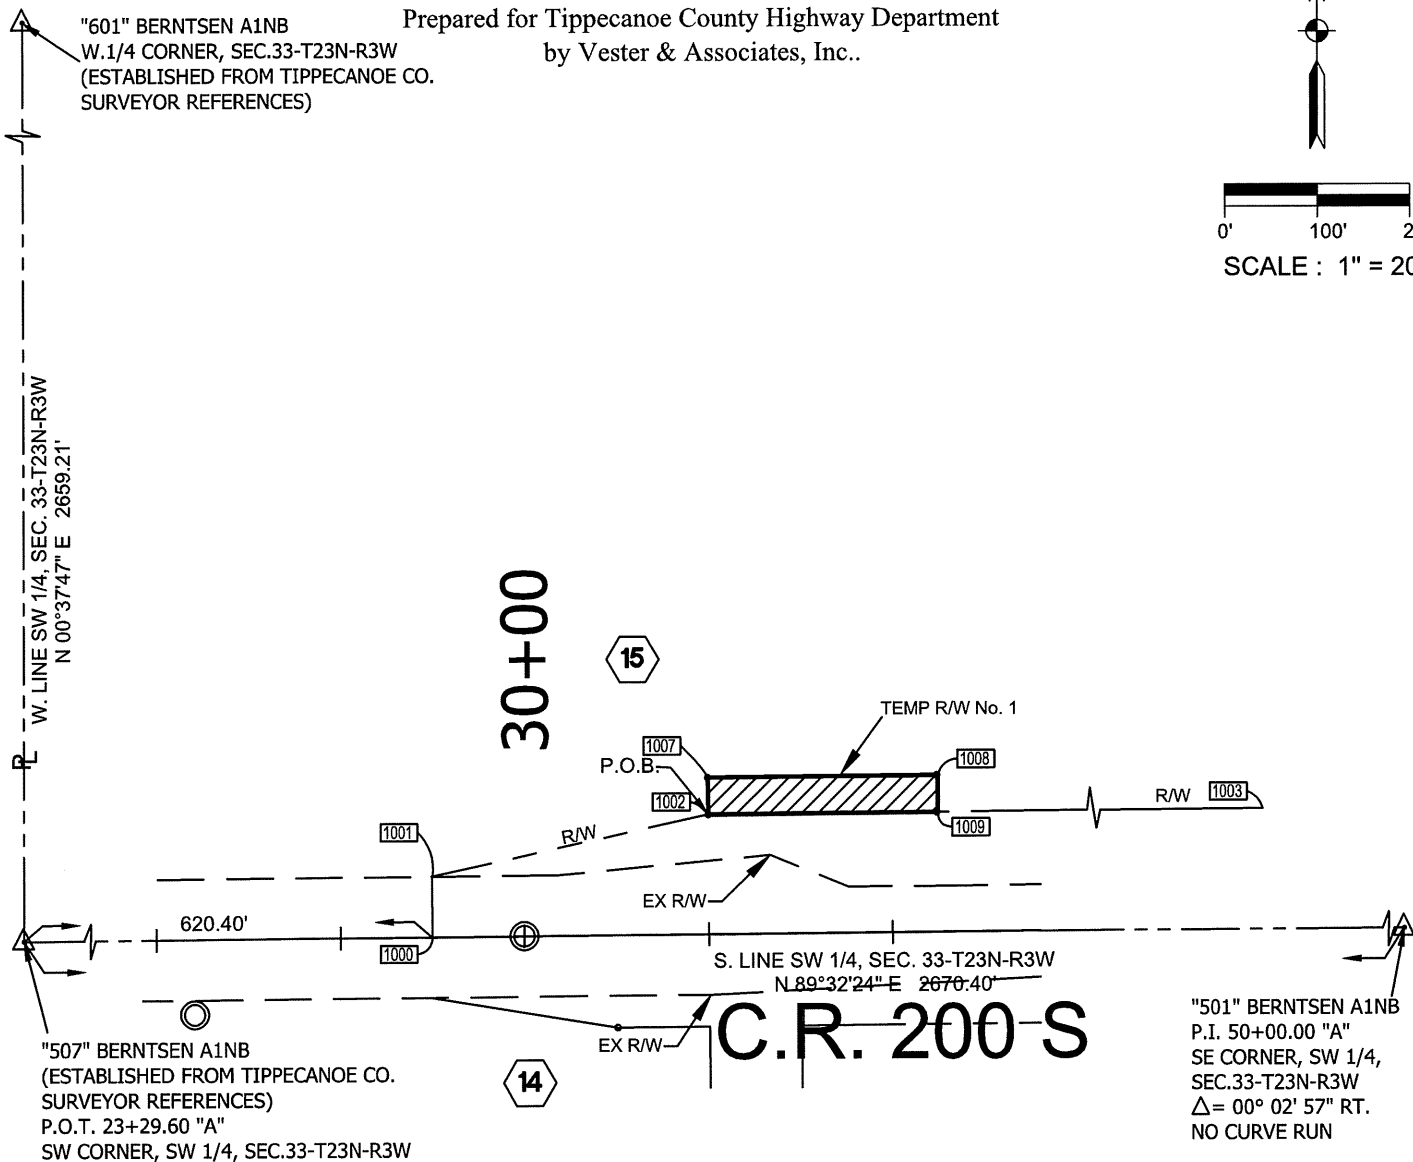 Prepared for Tippecanoe County Highway Department
by Vester & Associates, Inc..
"601" BERNTSEN A1NB
W.1/4 CORNER, SEC.33-T23N-R3W
(ESTABLISHED FROM TIPPECANOE CO.
SURVEYOR REFERENCES)
0' 100' 2
SCALE : 1" = 20
W. LINE SW 1/4, SEC. 33-T23N-R3W
N 00°37'47" E 2659.21'
PL
30+00
15
TEMP R/W No. 1
1007
1008
P.O.B.
1002
R/W
1003
1009
1001
R/W
EX R/W
620.40'
1000
S. LINE SW 1/4, SEC. 33-T23N-R3W
N 89°32'24" E 2670.40'
C.R. 200 S
EX R/W
14
"507" BERNTSEN A1NB
(ESTABLISHED FROM TIPPECANOE CO.
SURVEYOR REFERENCES)
P.O.T. 23+29.60 "A"
SW CORNER, SW 1/4, SEC.33-T23N-R3W
"501" BERNTSEN A1NB
P.I. 50+00.00 "A"
SE CORNER, SW 1/4,
SEC.33-T23N-R3W
△= 00° 02' 57" RT.
NO CURVE RUN